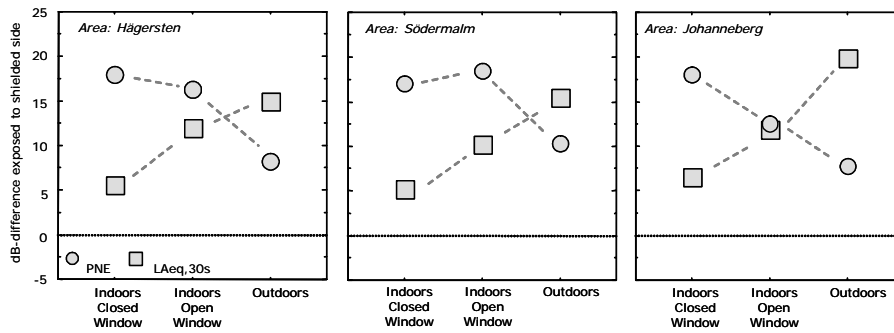 dB-difference exposed to shielded side
25
20
15
10
5
0
-5
Area: Hägersten
PNE
LAeq,30s
Indoors
Closed
Window
Indoors
Open
Window
Outdoors
Area: Södermalm
Indoors
Closed
Window
Indoors
Open
Window
Outdoors
Area: Johanneberg
Indoors
Closed
Window
Indoors
Open
Window
Outdoors